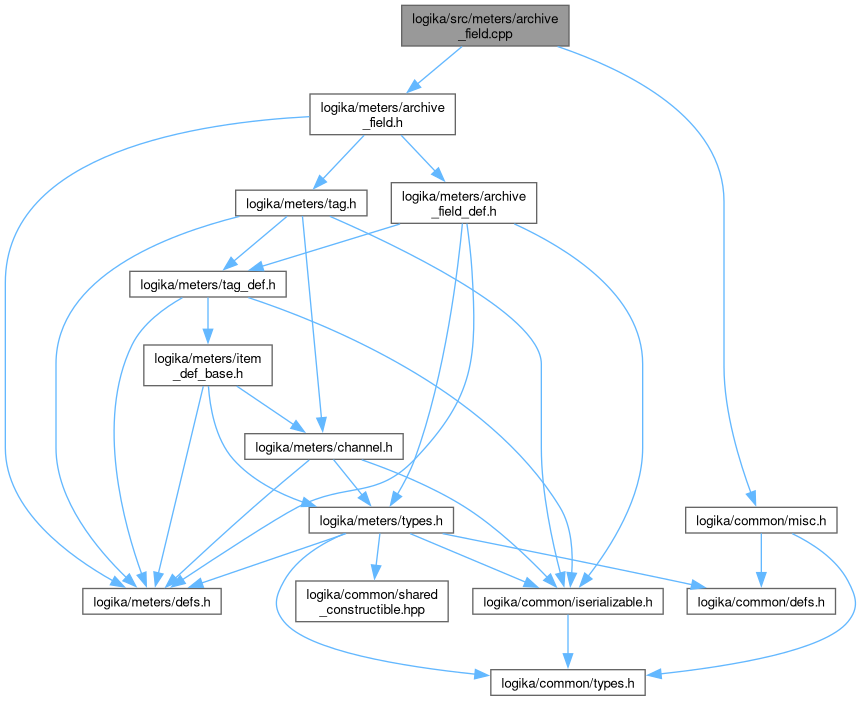 logika/src/meters/archive
_field.cpp
logika/meters/archive
_field.h
logika/meters/tag.h
logika/meters/archive
_field_def.h
logika/meters/tag_def.h
logika/meters/item
_def_base.h
logika/meters/channel.h
logika/meters/types.h
logika/common/misc.h
logika/meters/defs.h
logika/common/shared
_constructible.hpp
logika/common/iserializable.h
logika/common/defs.h
logika/common/types.h